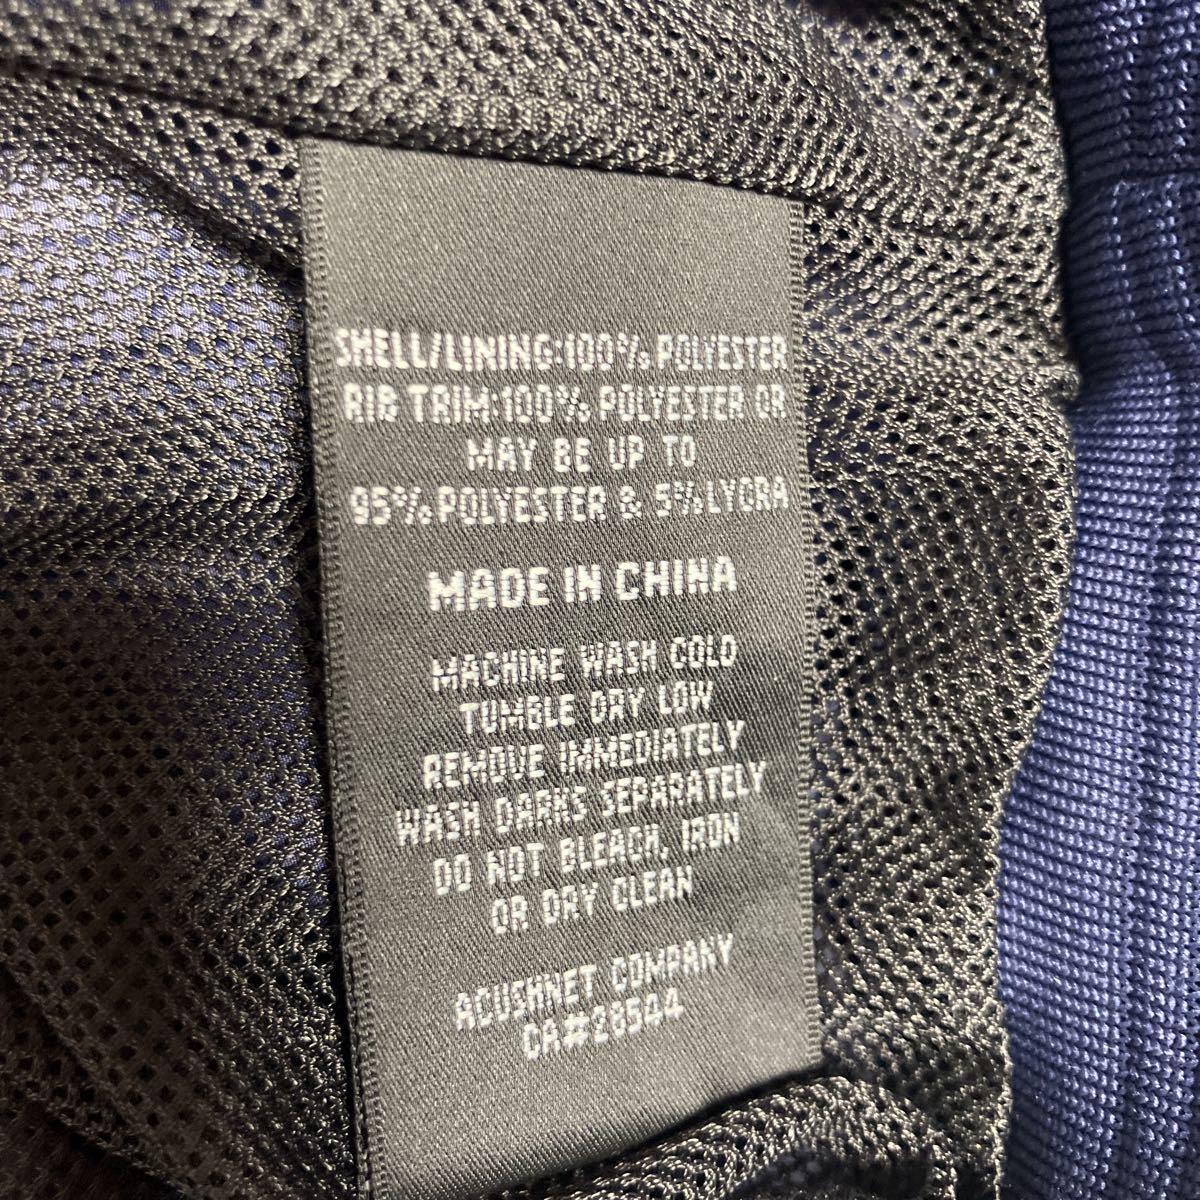 SHELL/LINING:100% POLYESTER
RIB TRIM:100% POLYESTER OR
MAY BE UP TO
95% POLYESTER & 5% LYCRA
MADE IN CHINA
MACHINE WASH COLD
TUMBLE DRY LOW
REMOVE IMMEDIATELY
WASH DARKS SEPARATELY
DO NOT BLEACH, IRON
OR DRY CLEAN
ACUSHNET COMPANY
CA#28504